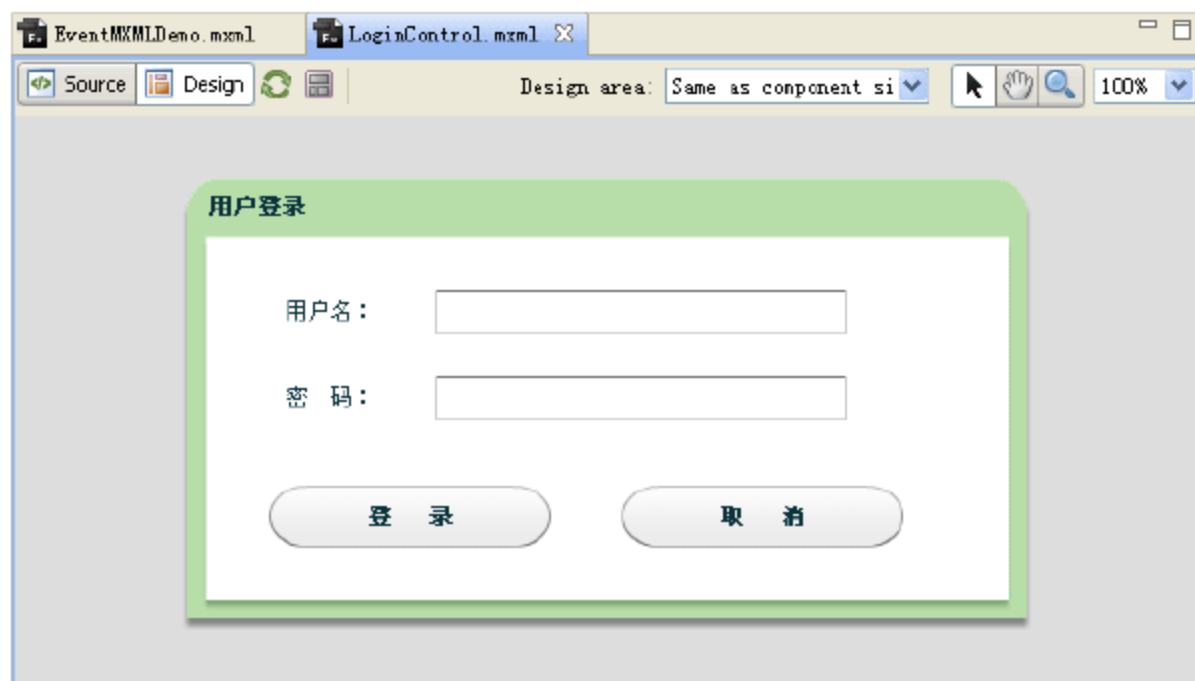 EventMXMLDemo.mxml LoginControl.mxml
Source Design Design area: Same as conponent si 100%
用户登录
用户名：
密 码：
登 录 取 消